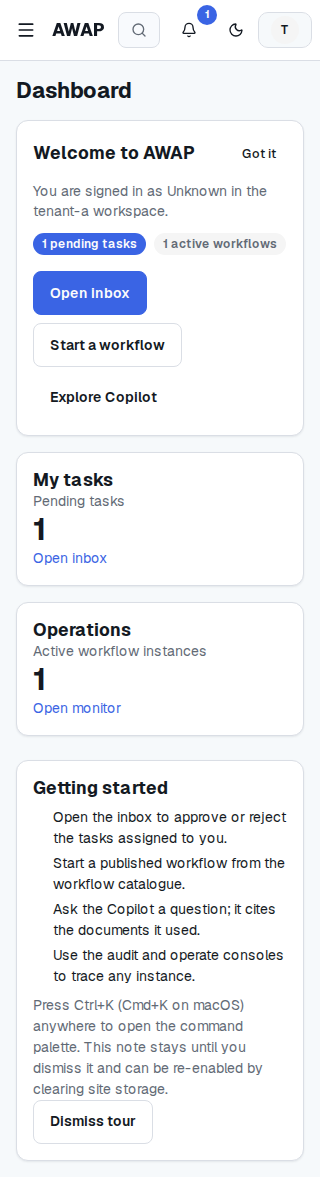 AWAP
1
T
Dashboard
Welcome to AWAP
Got it
You are signed in as Unknown in the
tenant-a workspace.
1 pending tasks
1 active workflows
Open Inbox
Start a workflow
Explore Copilot
My tasks
Pending tasks
1
Open inbox
Operations
Active workflow instances
1
Open monitor
Getting started
Open the inbox to approve or reject
the tasks assigned to you.
Start a published workflow from the
workflow catalogue.
Ask the Copilot a question; it cites
the documents it used.
Use the audit and operate consoles
to trace any instance.
Press Ctrl+K (Cmd+K on macOS)
anywhere to open the command
palette. This note stays until you
dismiss it and can be re-enabled by
clearing site storage.
Dismiss tour